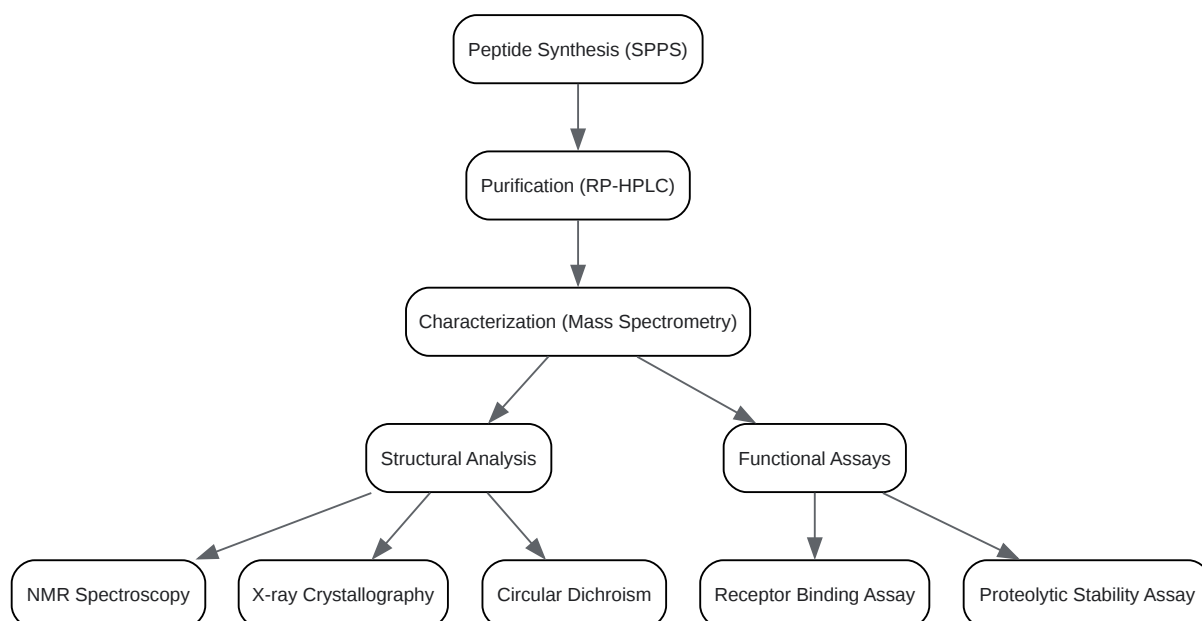 Peptide Synthesis (SPPS)
Purification (RP-HPLC)
Characterization (Mass Spectrometry)
Structural Analysis
Functional Assays
NMR Spectroscopy
X-ray Crystallography
Circular Dichroism
Receptor Binding Assay
Proteolytic Stability Assay